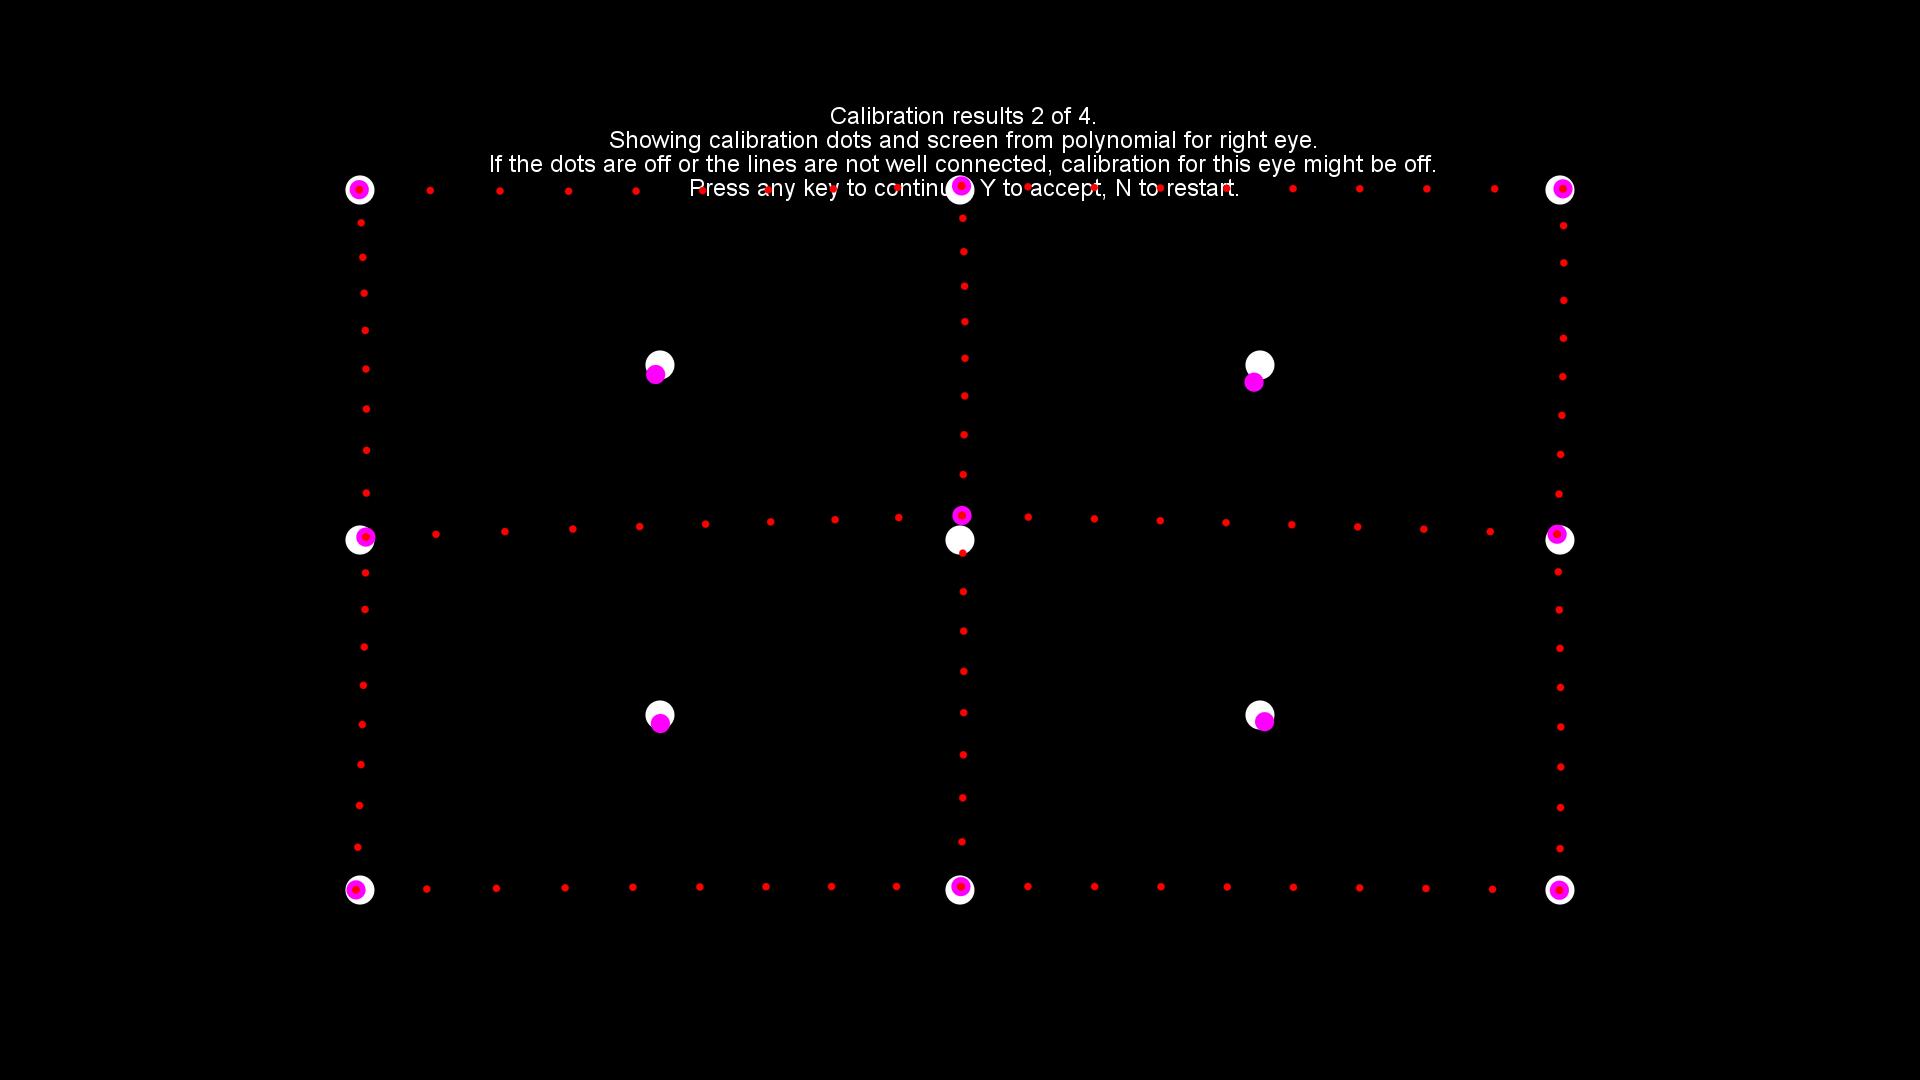 Calibration results 2 of 4.
Showing calibration dots and screen from polynomial for right eye.
If the dots are off or the lines are not well connected, calibration for this eye might be off.
Press any key to continue, Y to accept, N to restart.